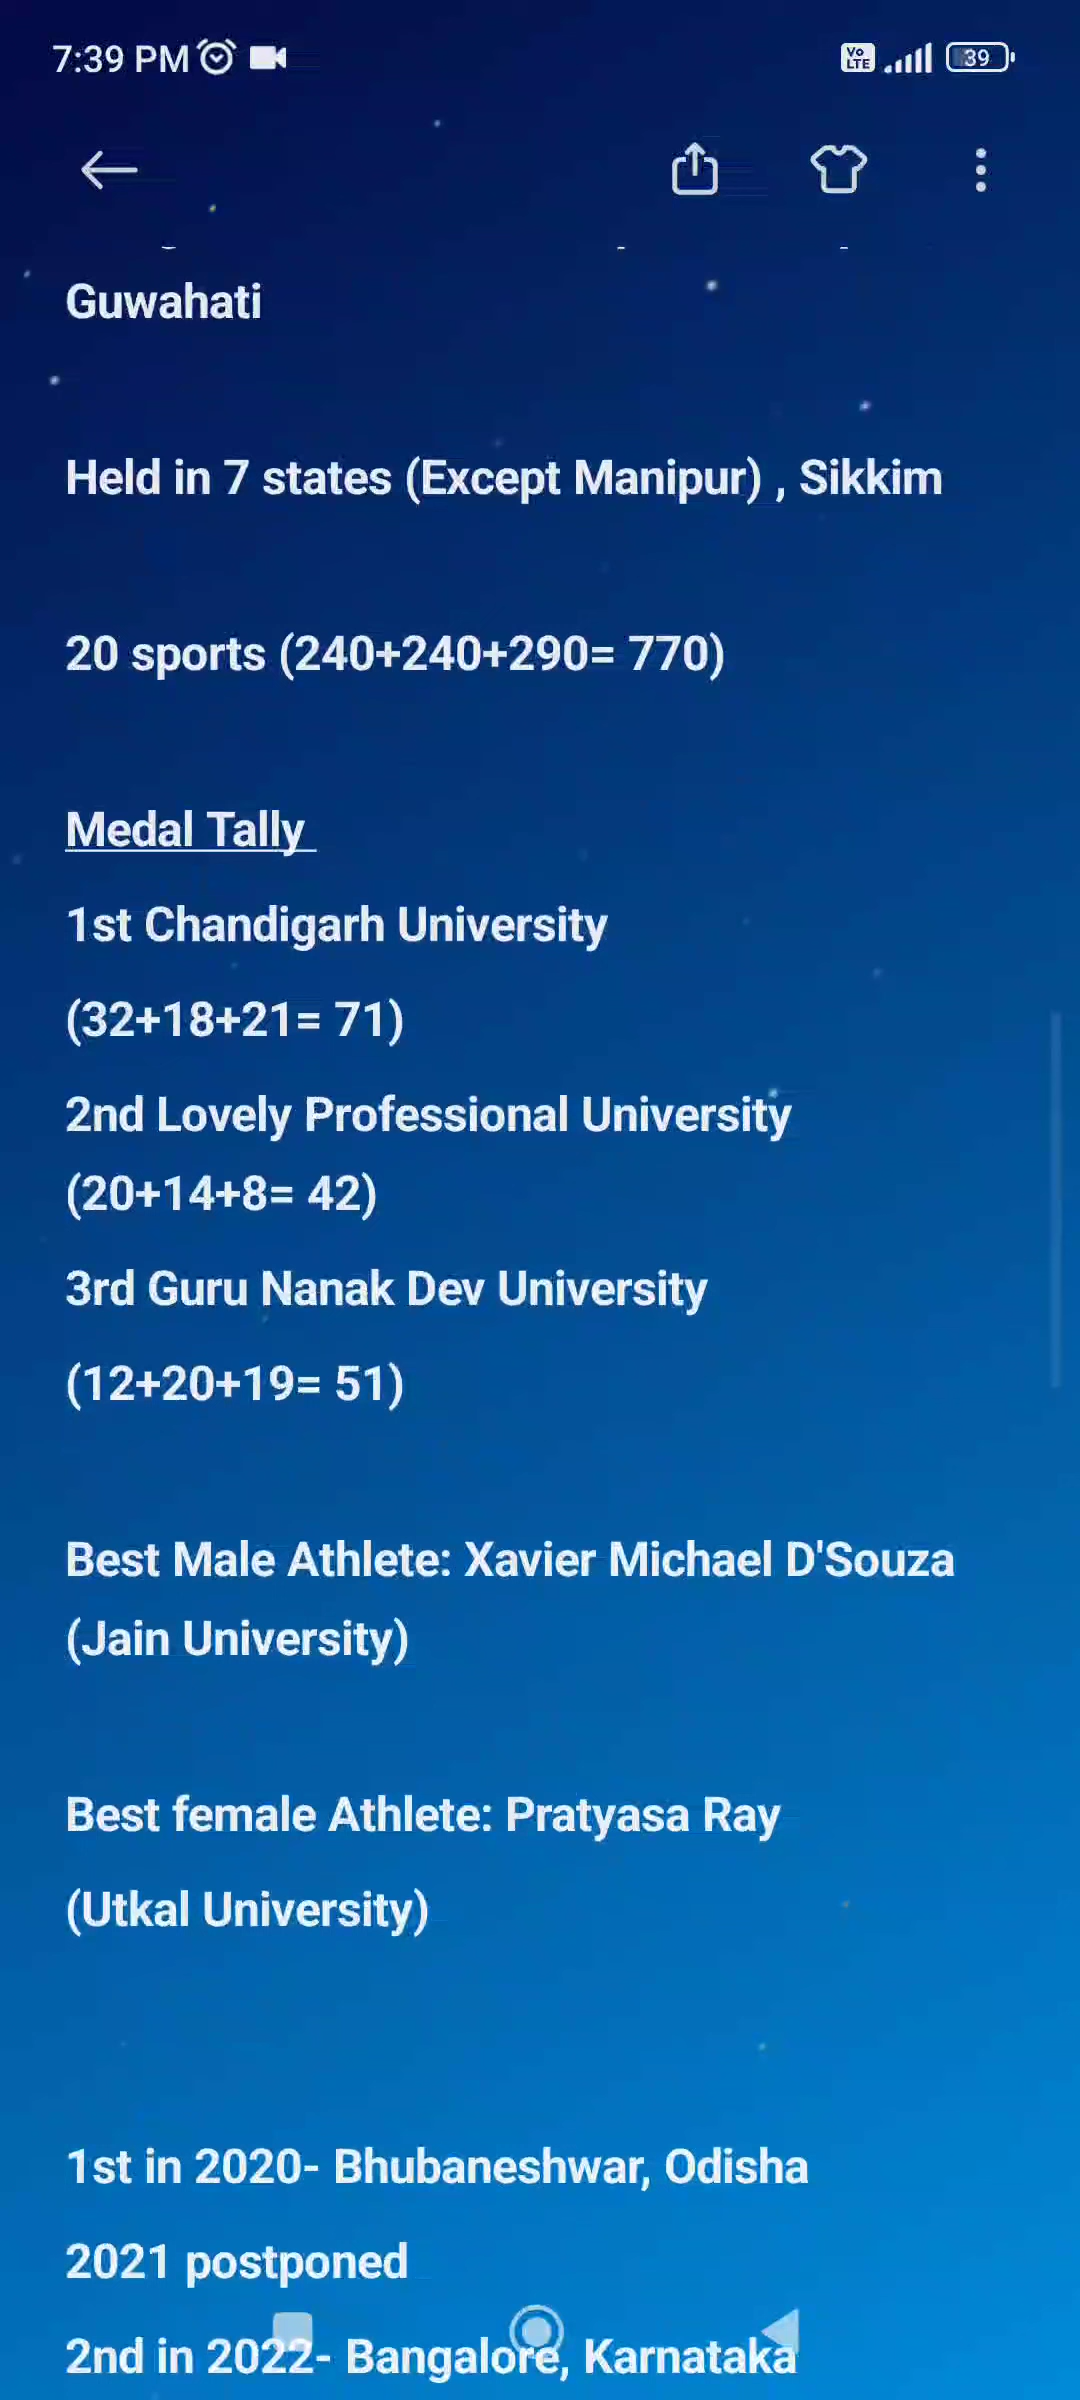 7:39 PM
Vo LTE
39
Guwahati
Held in 7 states (Except Manipur) , Sikkim
20 sports (240+240+290= 770)
Medal Tally
1st Chandigarh University
(32+18+21= 71)
2nd Lovely Professional University
(20+14+8= 42)
3rd Guru Nanak Dev University
(12+20+19= 51)
Best Male Athlete: Xavier Michael D'Souza
(Jain University)
Best female Athlete: Pratyasa Ray
(Utkal University)
1st in 2020- Bhubaneshwar, Odisha
2021 postponed
2nd in 2022- Bangalore, Karnataka